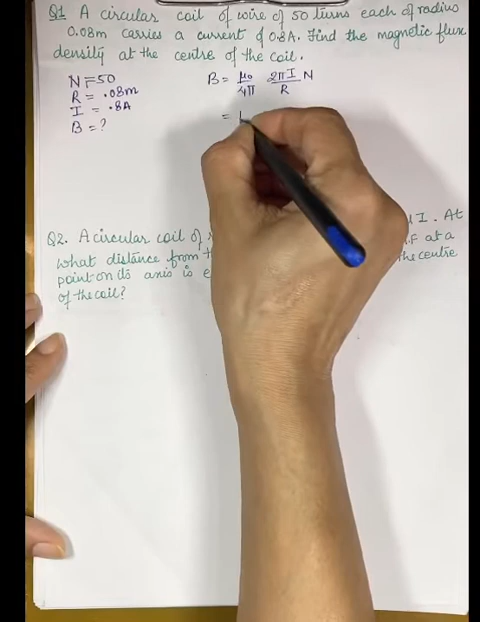 Q1 A circular coil of wire of 50 turns each of radius
0.08m carries a current of 0.8A. Find the magnetic flux
density at the centre of the coil.
N=50
R = .08m
I = .8A
B = ?
B = μ0/4π 2πI/R N
=
Q2. A circular coil of I. At
what distance from at a
point on its axis is the centre
of the coil?